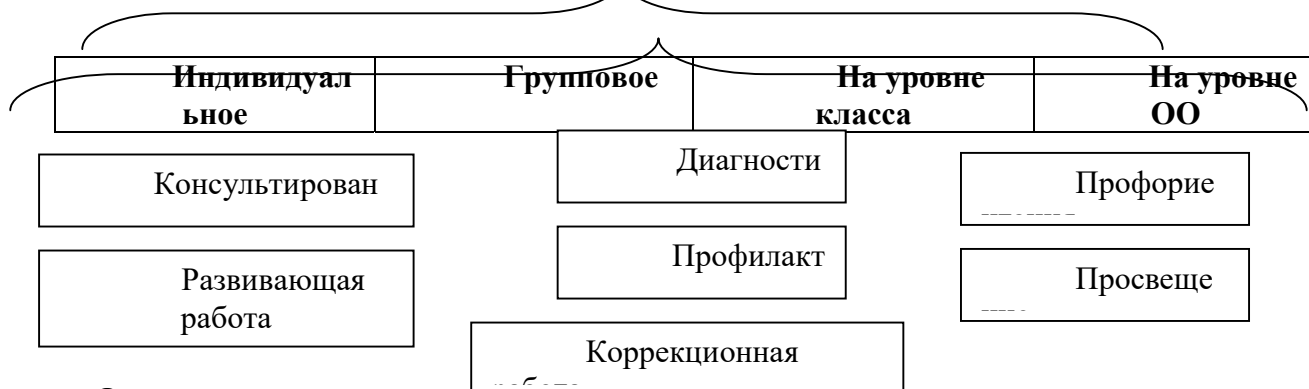 Индивидуал
ьное
Групповое
На уровне
класса
На уровне
ОО
Консультирован
Диагности
Профорие
Развивающая
работа
Профилакт
Просвеще
Коррекционная